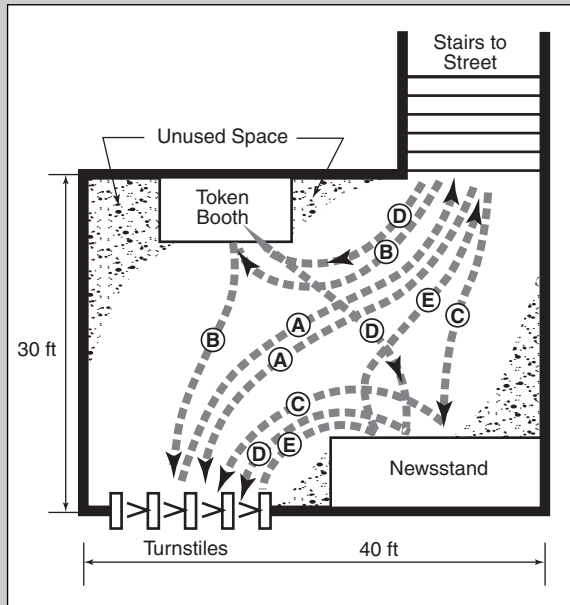 Stairs to
Street
Unused Space
Token
Booth
D
B
A
A
B
E
C
D
30 ft
C
D
E
Newsstand
Turnstiles
40 ft